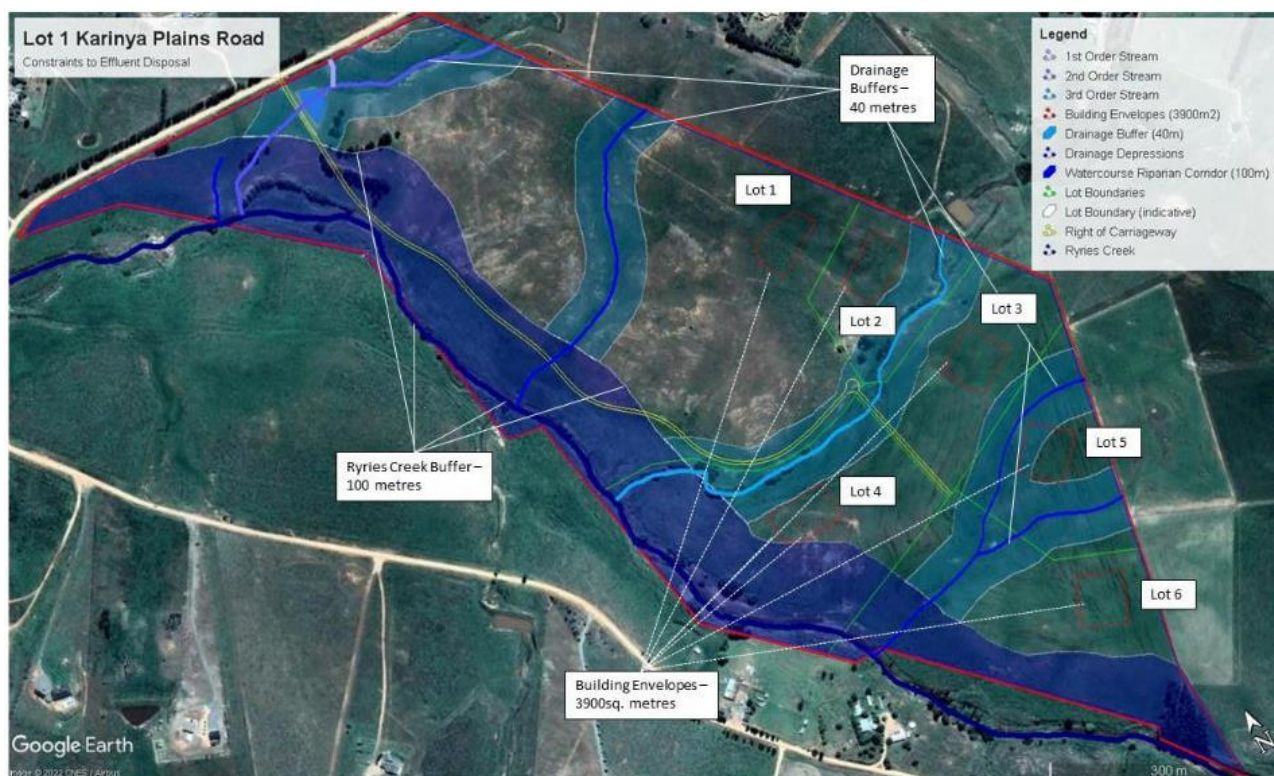 Lot 1 Karinya Plains Road
Constraints to Effluent Disposal
Legend
1st Order Stream
2nd Order Stream
3rd Order Stream
Building Envelopes (3900m2)
Drainage Buffer (40m)
Drainage Depressions
Watercourse Riparian Corridor (100m)
Lot Boundaries
Lot Boundary (indicative)
Right of Carriageway
Ryries Creek
Drainage
Buffers –
40 metres
Lot 1
Lot 2
Lot 3
Lot 5
Lot 4
Ryries Creek Buffer –
100 metres
Lot 6
Building Envelopes –
3900sq. metres
N
Google Earth
© 2022 CNES / Airbus
300 m